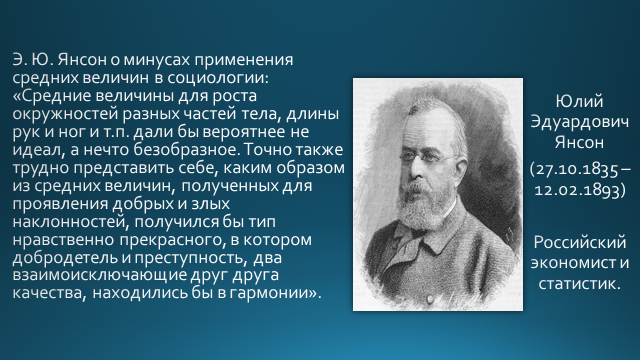 Э. Ю. Янсон о минусах применения
средних величин в социологии:
«Средние величины для роста
окружностей разных частей тела, длины
рук и ног и т.п. дали бы вероятнее не
идеал, а нечто безобразное. Точно также
трудно представить себе, каким образом
из средних величин, полученных для
проявления добрых и злых
наклонностей, получился бы тип
нравственно прекрасного, в котором
добродетель и преступность, два
взаимоисключающие друг друга
качества, находились бы в гармонии».
Юлий
Эдуардович
Янсон
(27.10.1835 –
12.02.1893)
Российский
экономист и
статистик.